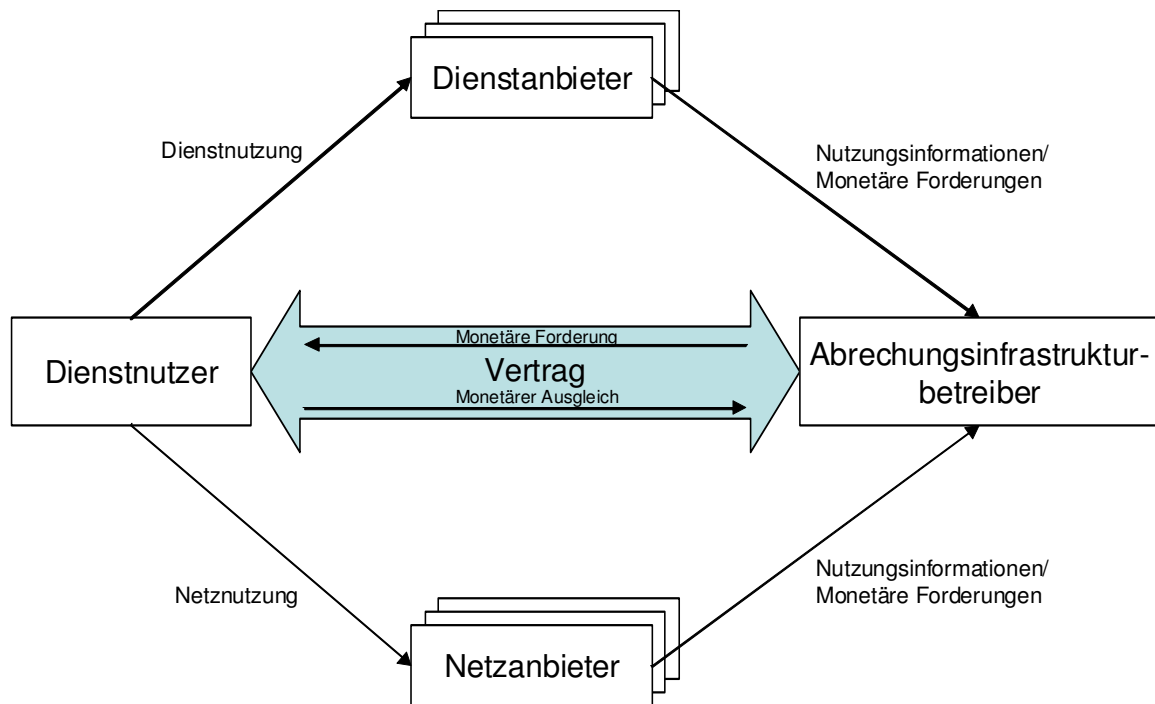 Dienstanbieter
Dienstnutzung
Nutzungsinformationen/
Monetäre Forderungen
Monetäre Forderung
Dienstnutzer
Vertrag
Monetärer Ausgleich
Abrechungsinfrastruktur-
betreiber
Netznutzung
Nutzungsinformationen/
Monetäre Forderungen
Netzanbieter